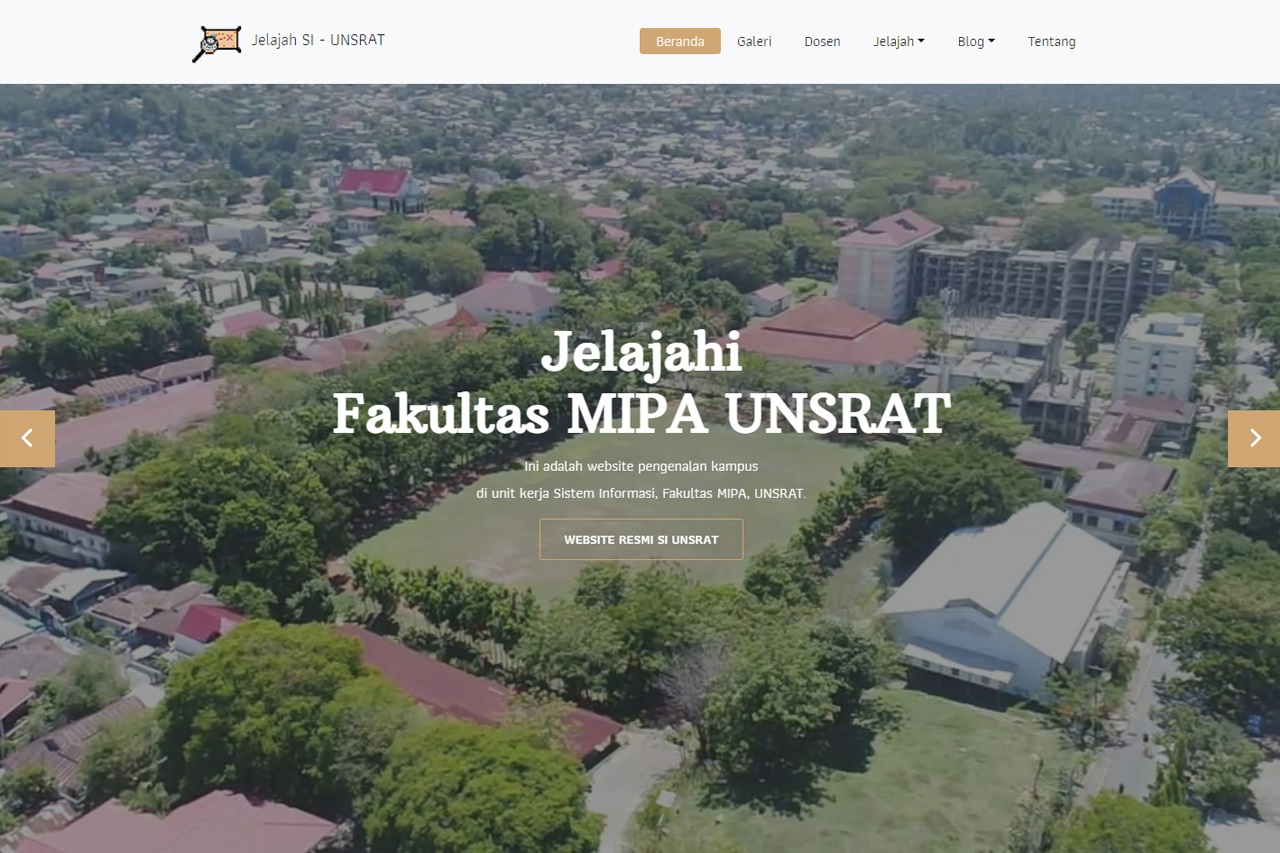 Jelajah SI - UNSRAT
Beranda
Galeri
Dosen
Jelajah
Blog
Tentang
Jelajahi
Fakultas MIPA UNSRAT
Ini adalah website pengenalan kampus
di unit kerja Sistem Informasi, Fakultas MIPA, UNSRAT.
WEBSITE RESMI SI UNSRAT